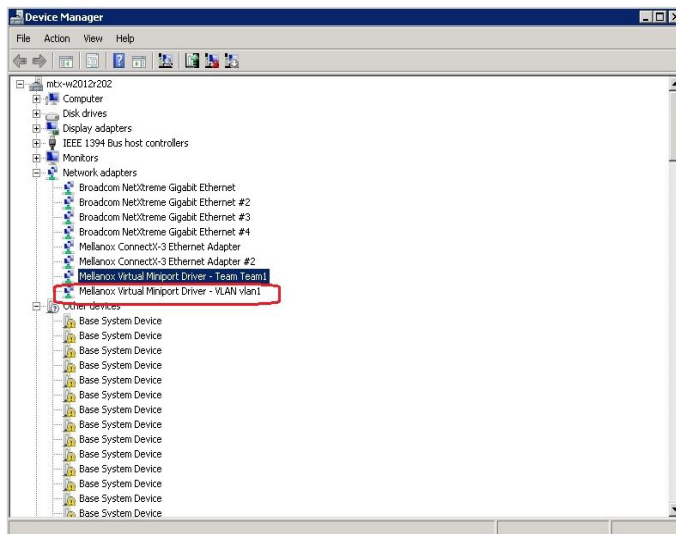 Device Manager
File Action View Help
mtx-w2012r202
Computer
Disk drives
Display adapters
IEEE 1394 Bus host controllers
Monitors
Network adapters
Broadcom NetXtreme Gigabit Ethernet
Broadcom NetXtreme Gigabit Ethernet #2
Broadcom NetXtreme Gigabit Ethernet #3
Broadcom NetXtreme Gigabit Ethernet #4
Mellanox ConnectX-3 Ethernet Adapter
Mellanox ConnectX-3 Ethernet Adapter #2
Mellanox Virtual Miniport Driver - Team Team1
Mellanox Virtual Miniport Driver - VLAN vlan1
Other devices
Base System Device
Base System Device
Base System Device
Base System Device
Base System Device
Base System Device
Base System Device
Base System Device
Base System Device
Base System Device
Base System Device
Base System Device
Base System Device
Base System Device